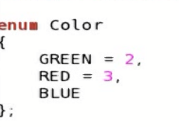 enum Color
{
GREEN = 2,
RED = 3,
BLUE
};